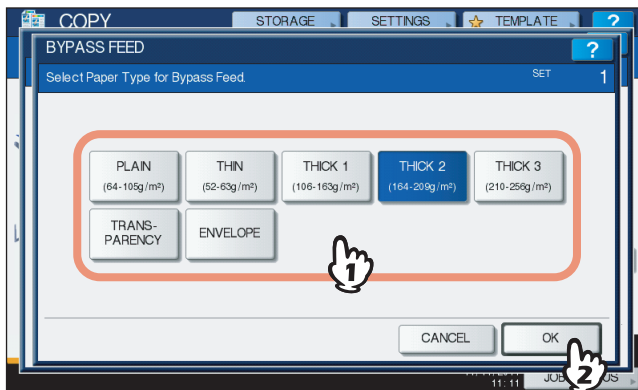 COPY STORAGE SETTINGS TEMPLATE ?
BYPASS FEED ?
Select Paper Type for Bypass Feed. SET 1
PLAIN THIN THICK 1 THICK 2 THICK 3
(64-105g/m²) (52-63g/m²) (106-163g/m²) (164-209g/m²) (210-256g/m²)
TRANS-
PARENCY ENVELOPE
1
CANCEL OK
2
11:11